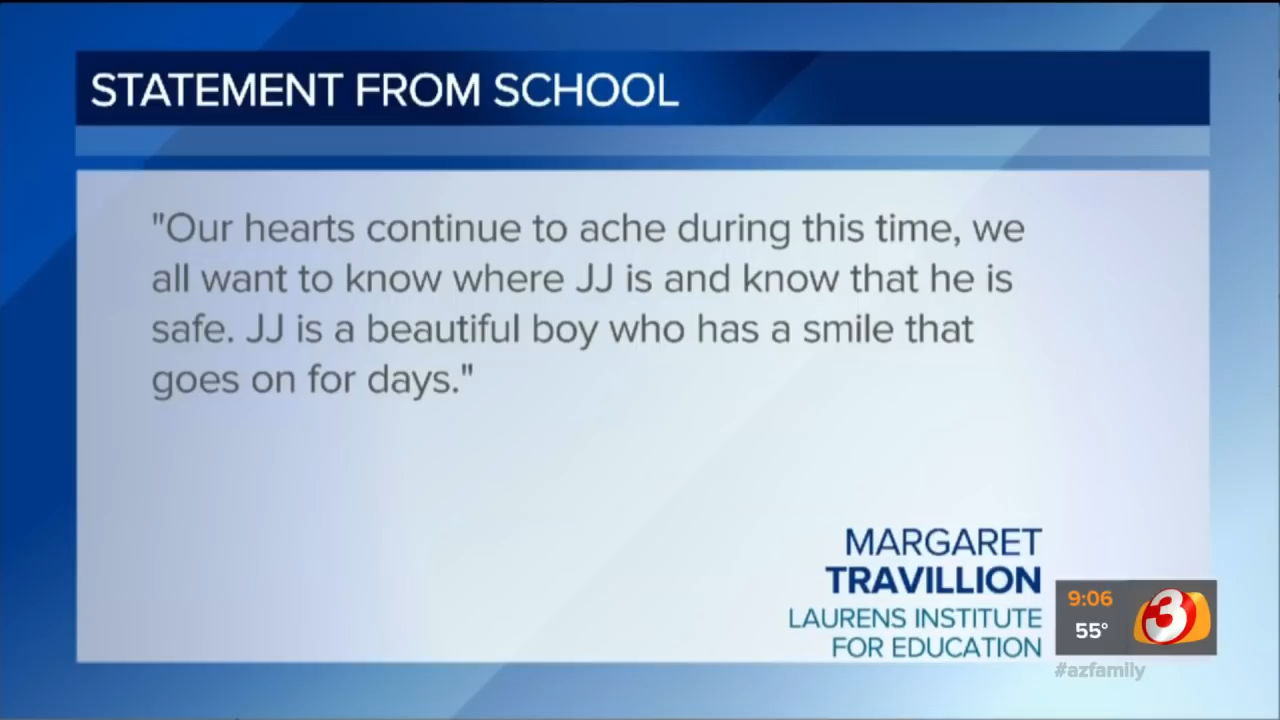 STATEMENT FROM SCHOOL
"Our hearts continue to ache during this time, we
all want to know where JJ is and know that he is
safe. JJ is a beautiful boy who has a smile that
goes on for days."
MARGARET
TRAVILLION
LAURENS INSTITUTE
FOR EDUCATION
9:06
55°
3
#azfamily